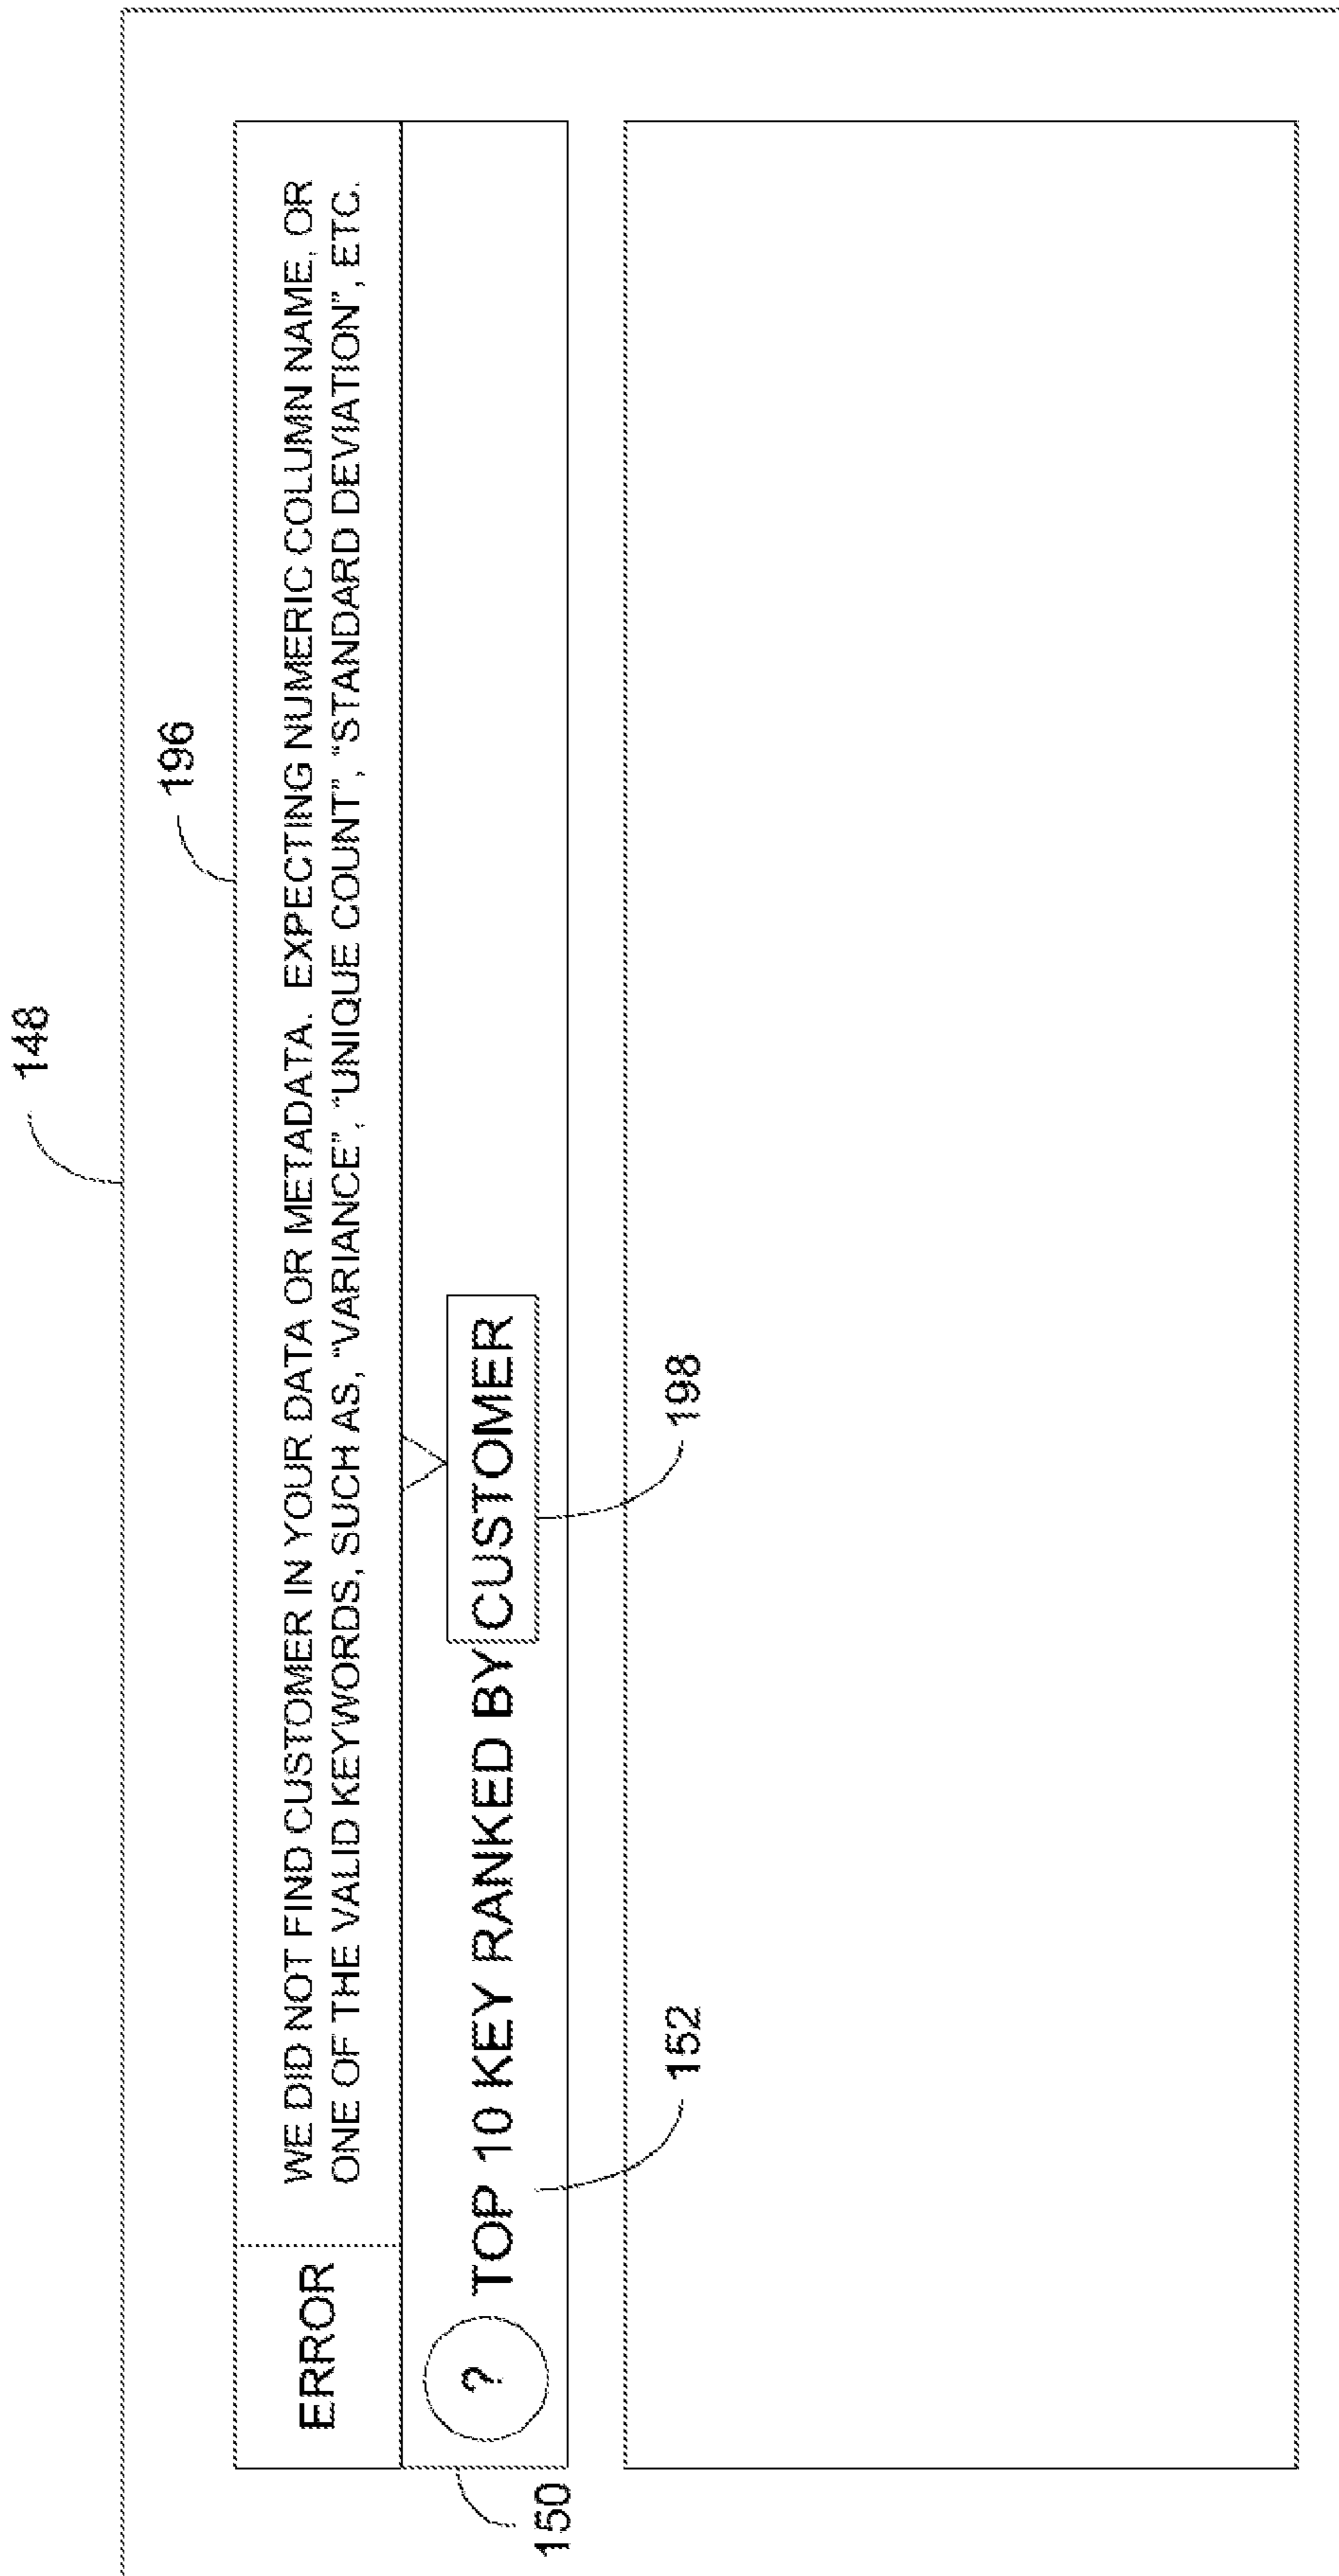 148
196
ERROR
WE DID NOT FIND CUSTOMER IN YOUR DATA OR METADATA. EXPECTING NUMERIC COLUMN NAME, OR
ONE OF THE VALID KEYWORDS, SUCH AS, "VARIANCE", "UNIQUE COUNT", "STANDARD DEVIATION", ETC.
? TOP 10 KEY RANKED BY CUSTOMER
150
152
198